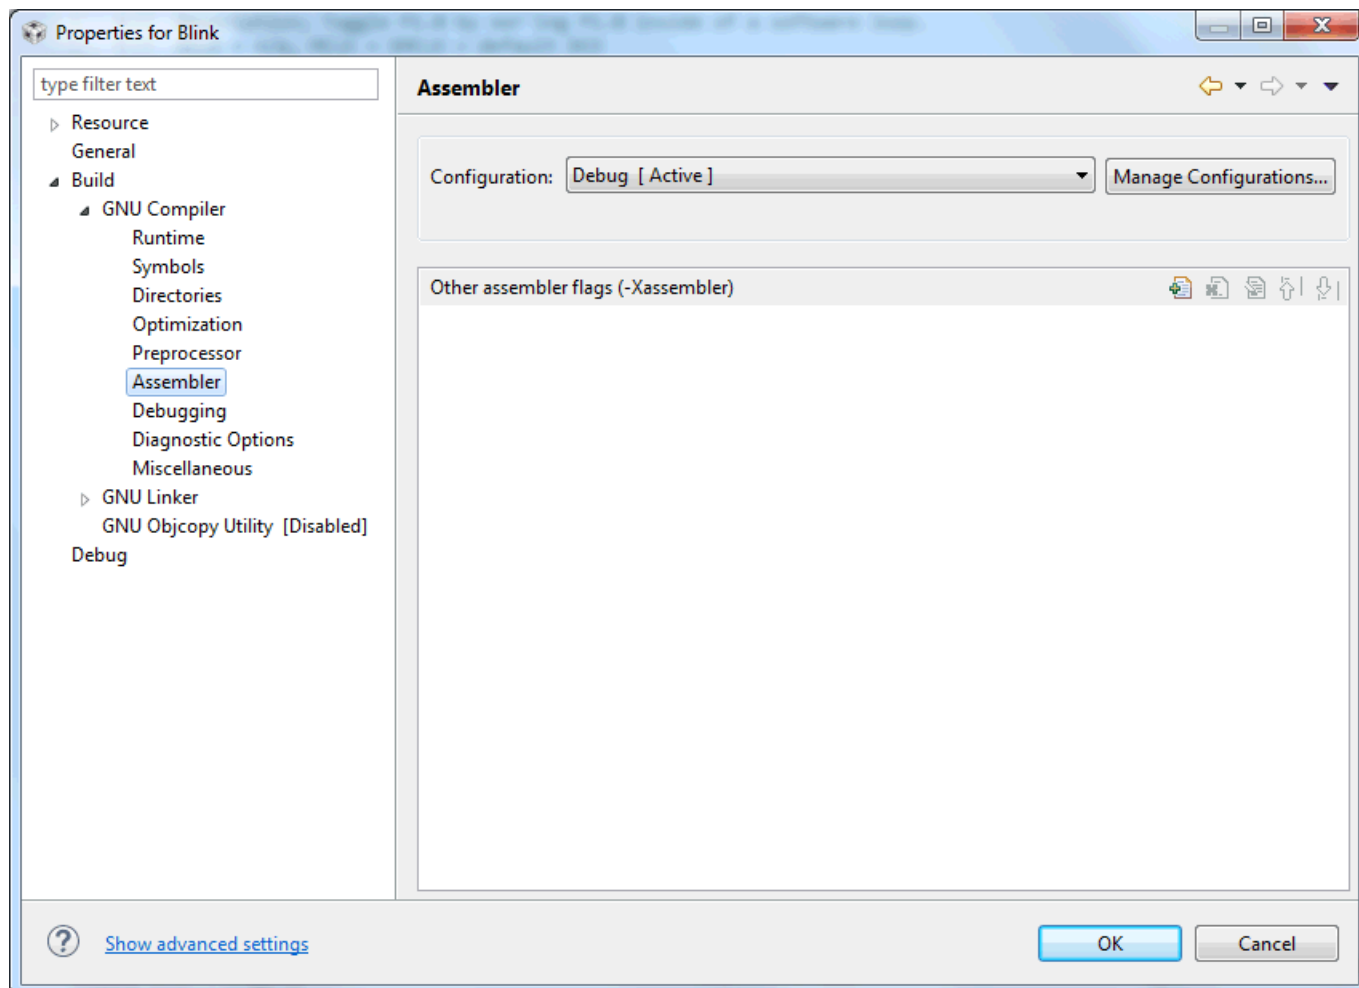 Properties for Blink
type filter text
Assembler
Resource
General
Build
GNU Compiler
Runtime
Symbols
Directories
Optimization
Preprocessor
Assembler
Debugging
Diagnostic Options
Miscellaneous
GNU Linker
GNU Objcopy Utility [Disabled]
Debug
Configuration: Debug [ Active ] Manage Configurations...
Other assembler flags (-Xassembler)
Show advanced settings
OK Cancel